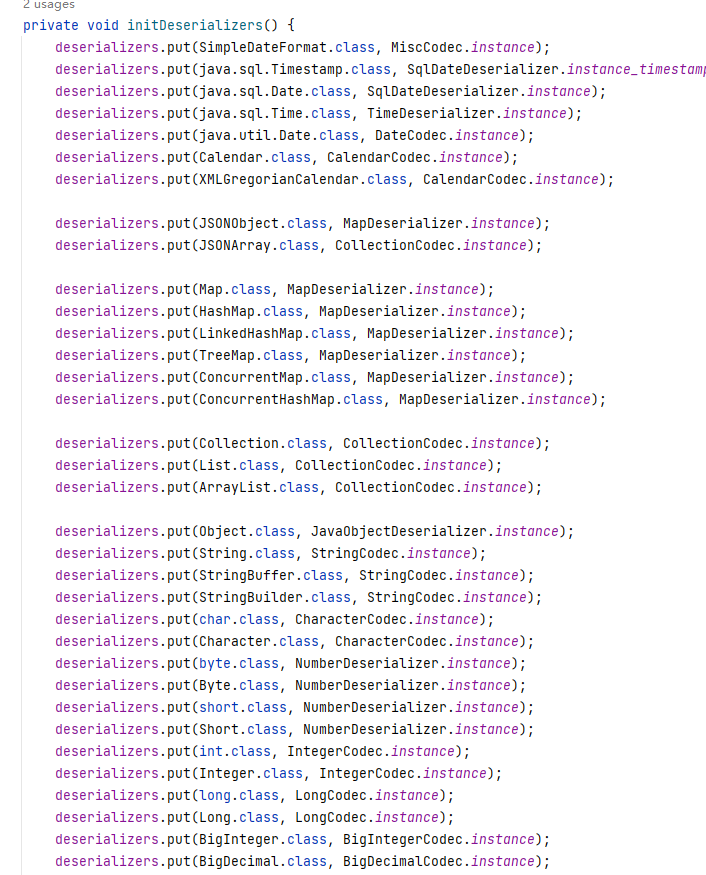 2 usages
private void initDeserializers() {
deserializers.put(SimpleDateFormat.class, MiscCodec.instance);
deserializers.put(java.sql.Timestamp.class, SqlDateDeserializer.instance_timestamp
deserializers.put(java.sql.Date.class, SqlDateDeserializer.instance);
deserializers.put(java.sql.Time.class, TimeDeserializer.instance);
deserializers.put(java.util.Date.class, DateCodec.instance);
deserializers.put(Calendar.class, CalendarCodec.instance);
deserializers.put(XMLGregorianCalendar.class, CalendarCodec.instance);
deserializers.put(JSONObject.class, MapDeserializer.instance);
deserializers.put(JSONArray.class, CollectionCodec.instance);
deserializers.put(Map.class, MapDeserializer.instance);
deserializers.put(HashMap.class, MapDeserializer.instance);
deserializers.put(LinkedHashMap.class, MapDeserializer.instance);
deserializers.put(TreeMap.class, MapDeserializer.instance);
deserializers.put(ConcurrentMap.class, MapDeserializer.instance);
deserializers.put(ConcurrentHashMap.class, MapDeserializer.instance);
deserializers.put(Collection.class, CollectionCodec.instance);
deserializers.put(List.class, CollectionCodec.instance);
deserializers.put(ArrayList.class, CollectionCodec.instance);
deserializers.put(Object.class, JavaObjectDeserializer.instance);
deserializers.put(String.class, StringCodec.instance);
deserializers.put(StringBuffer.class, StringCodec.instance);
deserializers.put(StringBuilder.class, StringCodec.instance);
deserializers.put(char.class, CharacterCodec.instance);
deserializers.put(Character.class, CharacterCodec.instance);
deserializers.put(byte.class, NumberDeserializer.instance);
deserializers.put(Byte.class, NumberDeserializer.instance);
deserializers.put(short.class, NumberDeserializer.instance);
deserializers.put(Short.class, NumberDeserializer.instance);
deserializers.put(int.class, IntegerCodec.instance);
deserializers.put(Integer.class, IntegerCodec.instance);
deserializers.put(long.class, LongCodec.instance);
deserializers.put(Long.class, LongCodec.instance);
deserializers.put(BigInteger.class, BigIntegerCodec.instance);
deserializers.put(BigDecimal.class, BigDecimalCodec.instance);